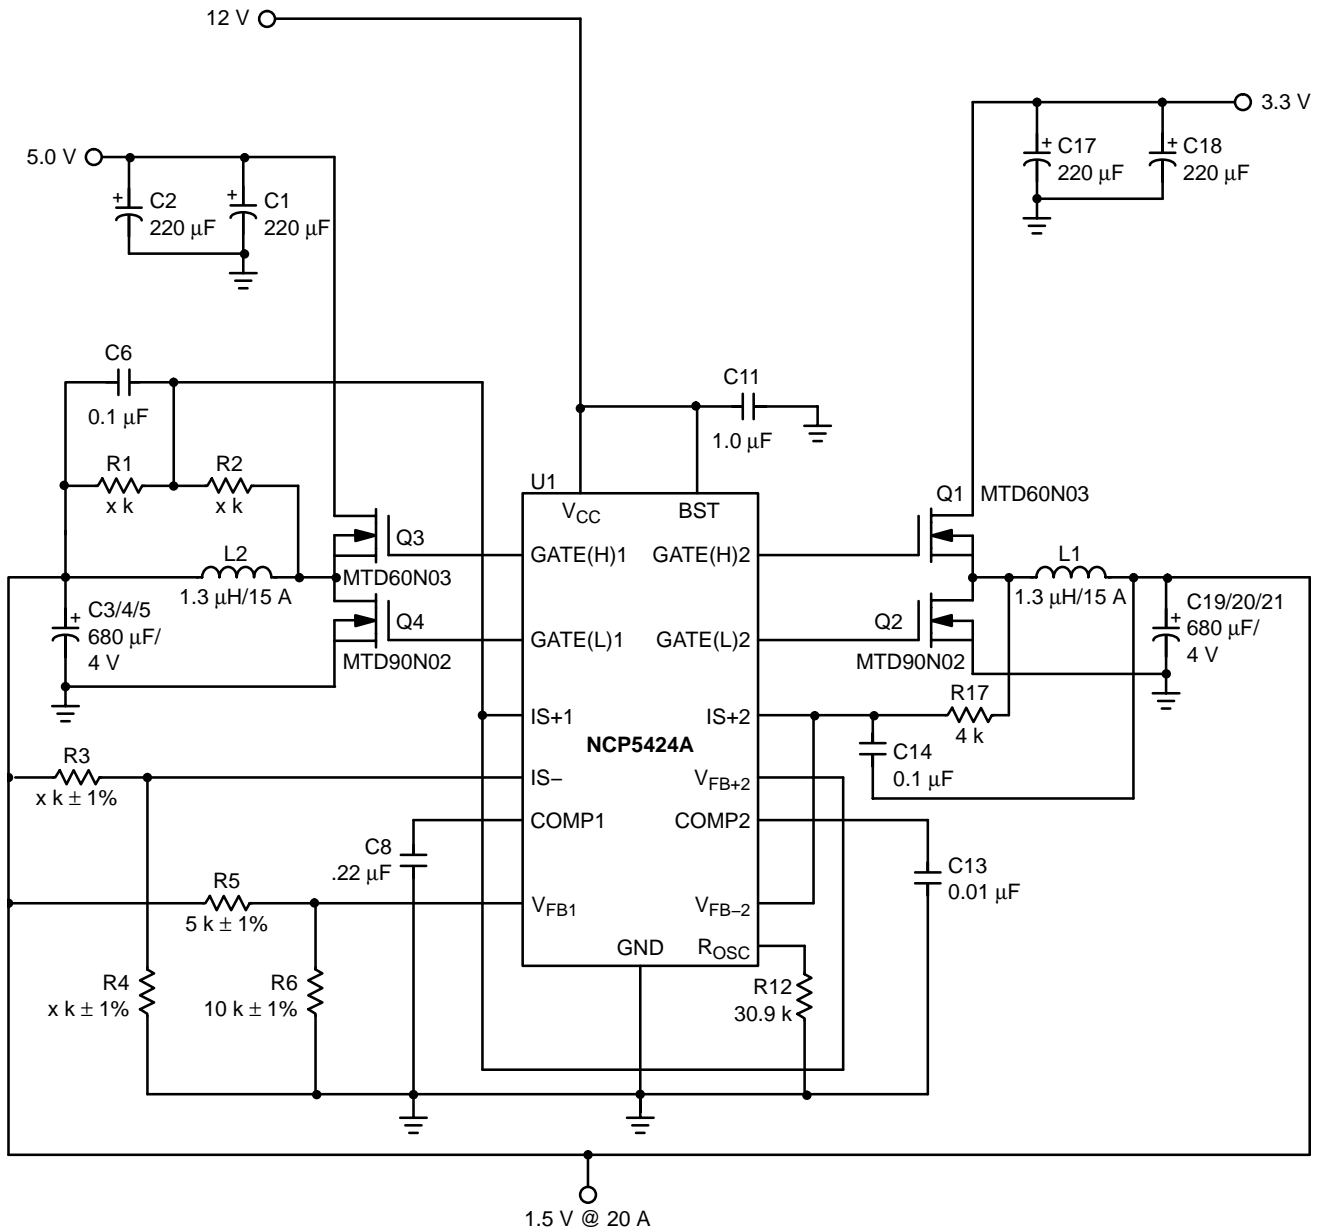 12 V
3.3 V
5.0 V
+ C17
220 μF
+ C18
220 μF
+ C2
220 μF
+ C1
220 μF
C6
0.1 μF
C11
1.0 μF
R1
x k
R2
x k
U1
VCC
BST
Q1 MTD60N03
Q3
MTD60N03
GATE(H)1
GATE(H)2
L2
1.3 μH/15 A
L1
1.3 μH/15 A
+ C3/4/5
680 μF/
4 V
Q4
MTD90N02
GATE(L)1
GATE(L)2
Q2
MTD90N02
+ C19/20/21
680 μF/
4 V
IS+1
IS+2
R17
4 k
NCP5424A
C14
0.1 μF
R3
x k ± 1%
IS−
VFB+2
COMP1
COMP2
C8
.22 μF
C13
0.01 μF
R5
5 k ± 1%
VFB1
VFB−2
GND
ROSC
R4
x k ± 1%
R6
10 k ± 1%
R12
30.9 k
1.5 V @ 20 A